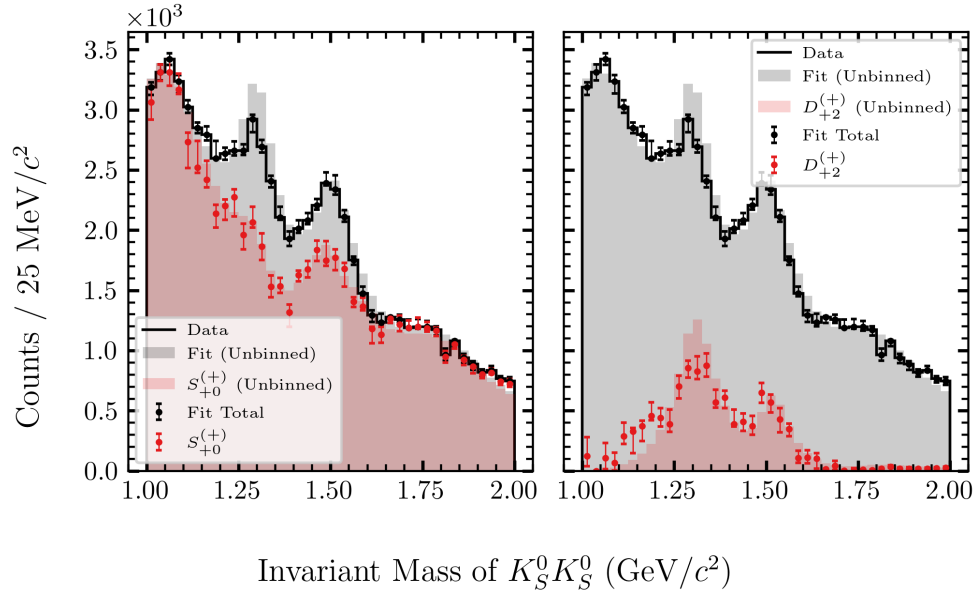 ×10³
Counts / 25 MeV/c²
3.5
3.0
2.5
2.0
1.5
1.0
0.5
0.0
Data
Fit (Unbinned)
S₊₀⁽⁺⁾ (Unbinned)
Fit Total
S₊₀⁽⁺⁾
1.00 1.25 1.50 1.75 2.00
Data
Fit (Unbinned)
D₊₂⁽⁺⁾ (Unbinned)
Fit Total
D₊₂⁽⁺⁾
1.00 1.25 1.50 1.75 2.00
Invariant Mass of K_S⁰K_S⁰ (GeV/c²)